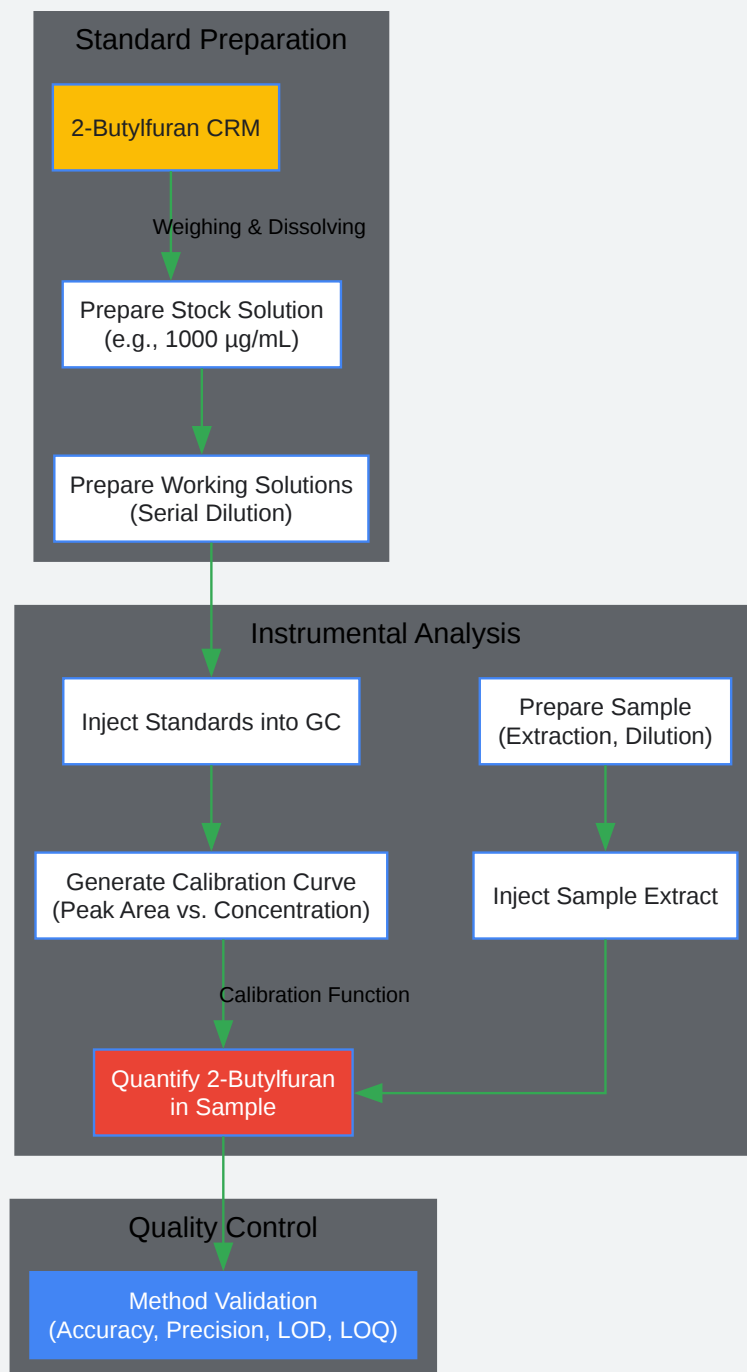 Standard Preparation
2-Butylfuran CRM
Weighing & Dissolving
Prepare Stock Solution
(e.g., 1000 µg/mL)
Prepare Working Solutions
(Serial Dilution)
Instrumental Analysis
Inject Standards into GC
Prepare Sample
(Extraction, Dilution)
Generate Calibration Curve
(Peak Area vs. Concentration)
Inject Sample Extract
Calibration Function
Quantify 2-Butylfuran
in Sample
Quality Control
Method Validation
(Accuracy, Precision, LOD, LOQ)